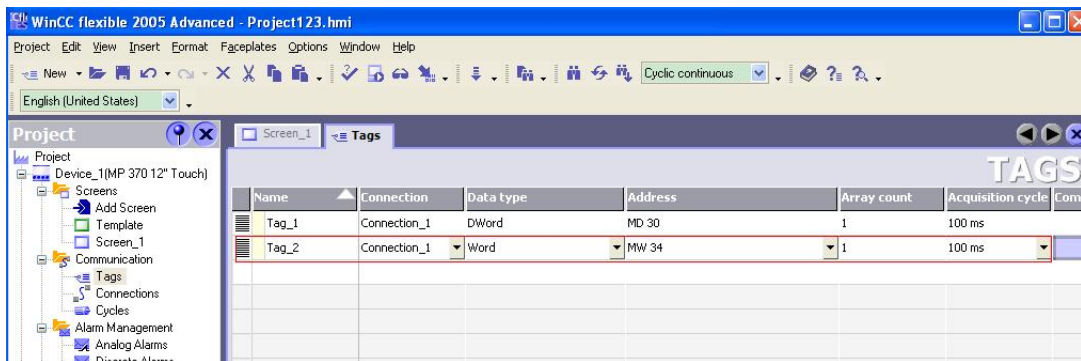 WinCC flexible 2005 Advanced - Project123.hmi
Project Edit View Insert Format Faceplates Options Window Help
New Cyclic continuous
English (United States)
Project Screen_1 Tags
TAGS
Project
Device_1(MP 370 12" Touch)
Screens
Add Screen
Template
Screen_1
Communication
Tags
Connections
Cycles
Alarm Management
Analog Alarms
Name Connection Data type Address Array count Acquisition cycle Com
Tag_1 Connection_1 DWord MD 30 1 100 ms
Tag_2 Connection_1 Word MW 34 1 100 ms